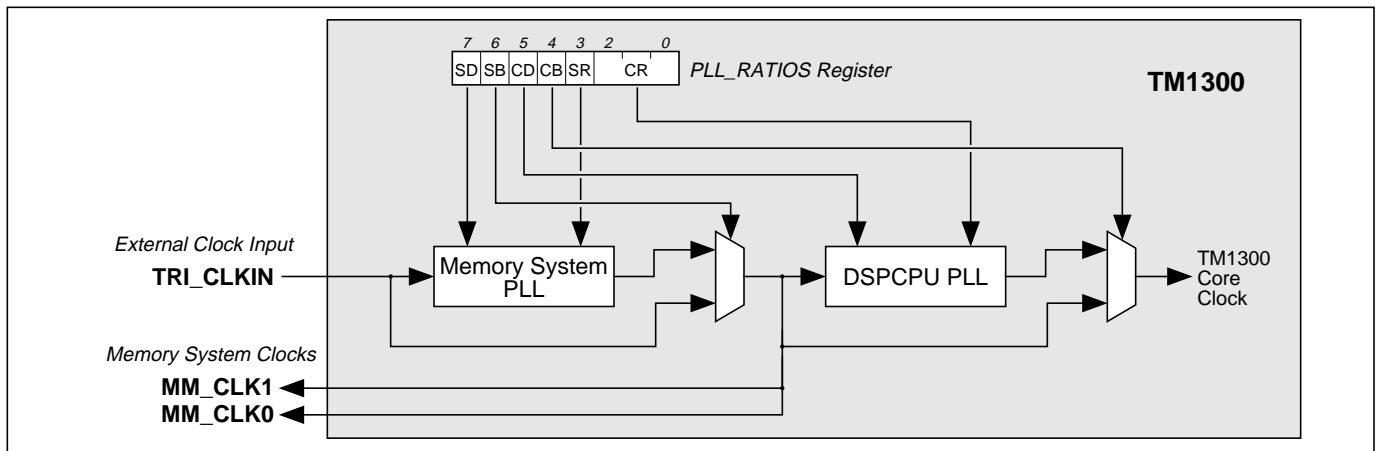 7 6 5 4 3 2 0
SD SB CD CB SR CR
PLL_RATIOS Register
TM1300
External Clock Input
TRI_CLKIN
Memory System
PLL
DSPCPU PLL
TM1300
Core
Clock
Memory System Clocks
MM_CLK1
MM_CLK0